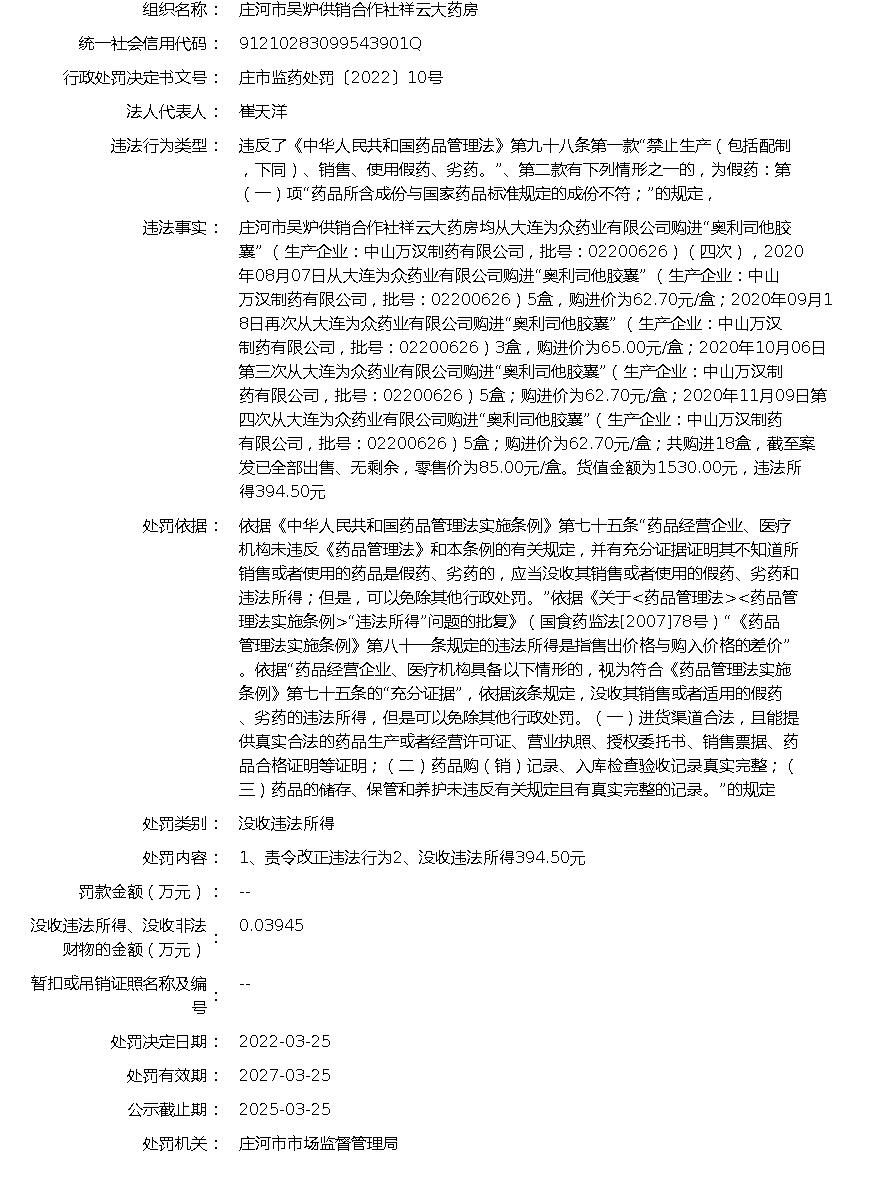 组织名称： 庄河市吴炉供销合作社祥云大药房
统一社会信用代码： 91210283099543901Q
行政处罚决定书文号： 庄市监药处罚〔2022〕10号
法人代表人： 崔天洋
违法行为类型： 违反了《中华人民共和国药品管理法》第九十八条第一款“禁止生产（包括配制
，下同）、销售、使用假药、劣药。”、第二款有下列情形之一的，为假药：第
（一）项“药品所含成份与国家药品标准规定的成份不符；”的规定，
违法事实： 庄河市吴炉供销合作社祥云大药房均从大连为众药业有限公司购进“奥利司他胶
囊”（生产企业：中山万汉制药有限公司，批号：02200626）（四次），2020
年08月07日从大连为众药业有限公司购进“奥利司他胶囊”（生产企业：中山
万汉制药有限公司，批号：02200626）5盒，购进价为62.70元/盒；2020年09月1
8日再次从大连为众药业有限公司购进“奥利司他胶囊”（生产企业：中山万汉
制药有限公司，批号：02200626）3盒，购进价为65.00元/盒；2020年10月06日
第三次从大连为众药业有限公司购进“奥利司他胶囊”（生产企业：中山万汉制
药有限公司，批号：02200626）5盒；购进价为62.70元/盒；2020年11月09日第
四次从大连为众药业有限公司购进“奥利司他胶囊”（生产企业：中山万汉制药
有限公司，批号：02200626）5盒；购进价为62.70元/盒；共购进18盒，截至案
发已全部出售、无剩余，零售价为85.00元/盒。货值金额为1530.00元，违法所
得394.50元
处罚依据： 依据《中华人民共和国药品管理法实施条例》第七十五条“药品经营企业、医疗
机构未违反《药品管理法》和本条例的有关规定，并有充分证据证明其不知道所
销售或者使用的药品是假药、劣药的，应当没收其销售或者使用的假药、劣药和
违法所得；但是，可以免除其他行政处罚。”依据《关于<药品管理法><药品管
理法实施条例>“违法所得”问题的批复》（国食药监法[2007]78号）“《药品
管理法实施条例》第八十一条规定的违法所得是指售出价格与购入价格的差价”
。依据“药品经营企业、医疗机构具备以下情形的，视为符合《药品管理法实施
条例》第七十五条的“充分证据”，依据该条规定，没收其销售或者适用的假药
、劣药的违法所得，但是可以免除其他行政处罚。（一）进货渠道合法，且能提
供真实合法的药品生产或者经营许可证、营业执照、授权委托书、销售票据、药
品合格证明等证明；（二）药品购（销）记录、入库检查验收记录真实完整；（
三）药品的储存、保管和养护未违反有关规定且有真实完整的记录。”的规定
处罚类别： 没收违法所得
处罚内容： 1、责令改正违法行为2、没收违法所得394.50元
罚款金额（万元）： --
没收违法所得、没收非法
财物的金额（万元）： 0.03945
暂扣或吊销证照名称及编
号： --
处罚决定日期： 2022-03-25
处罚有效期： 2027-03-25
公示截止期： 2025-03-25
处罚机关： 庄河市市场监督管理局